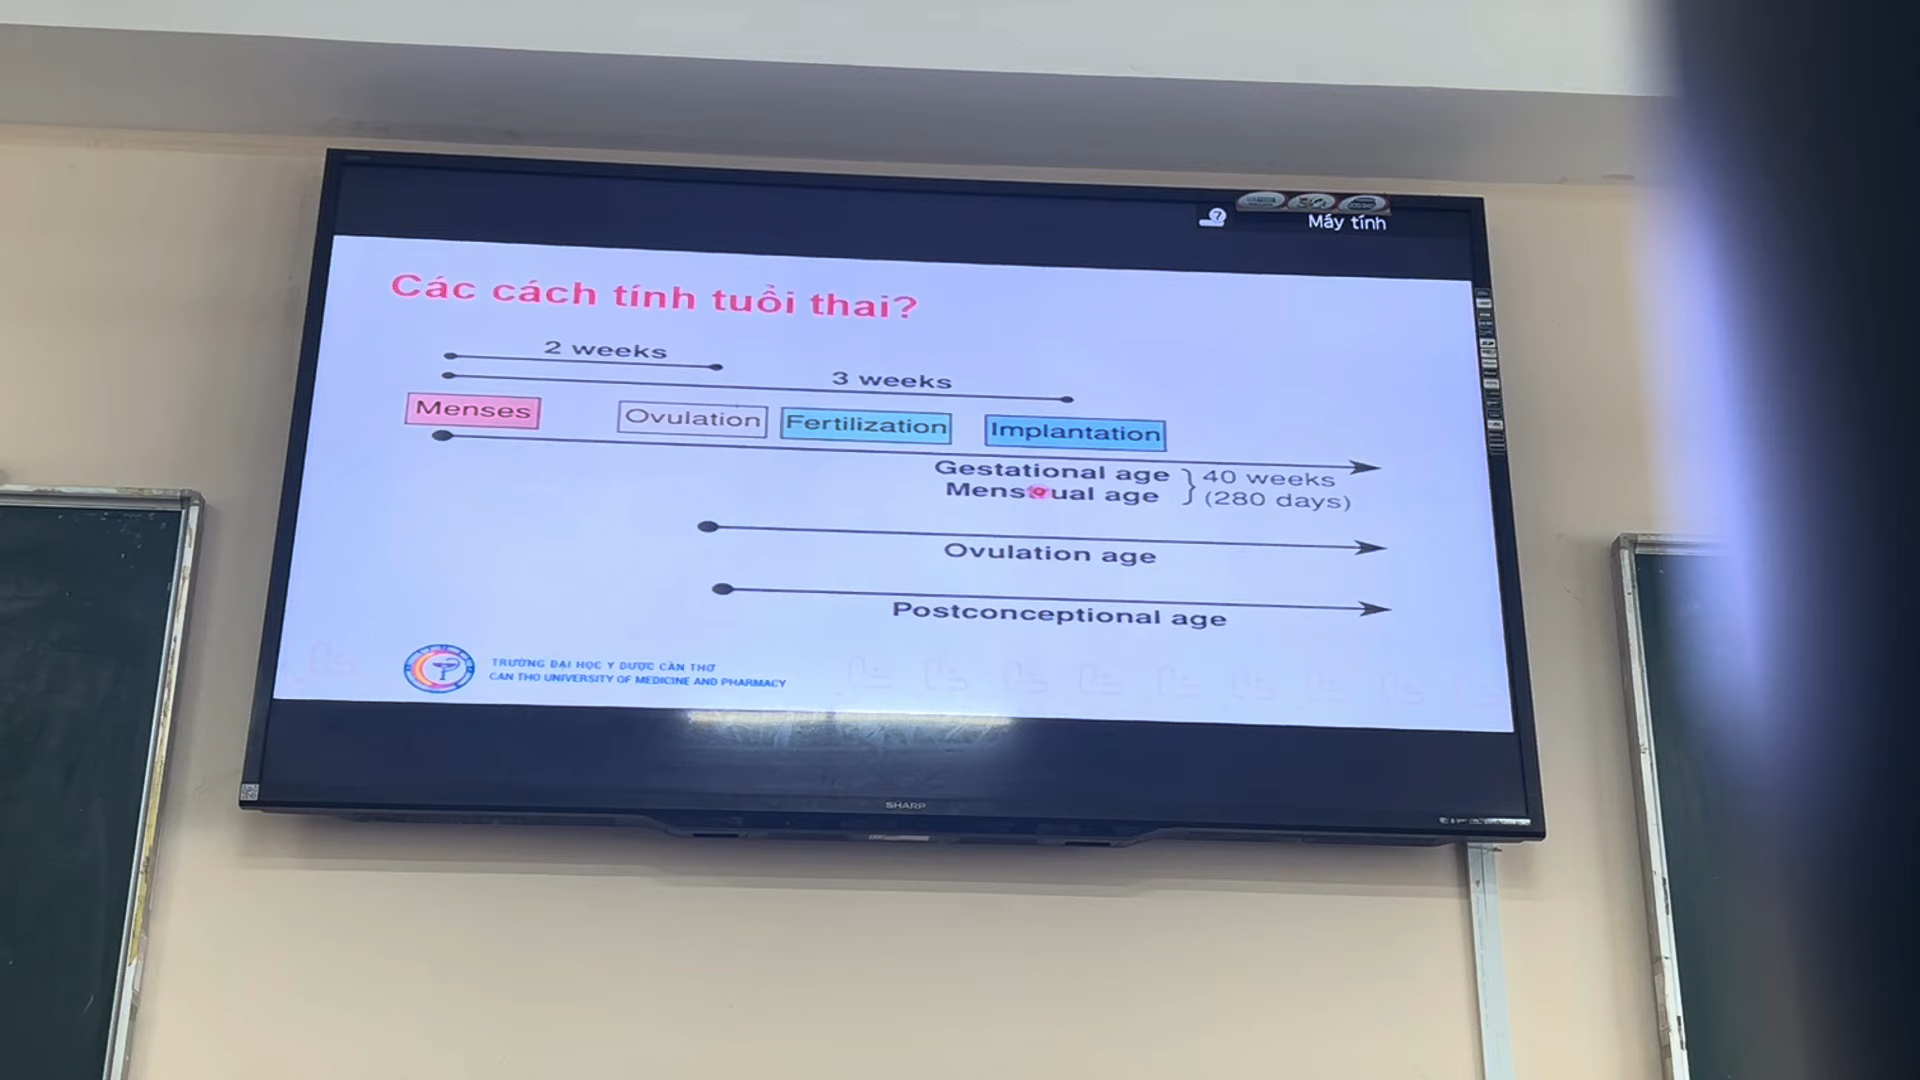 Máy tính
Các cách tính tuổi thai?
2 weeks
3 weeks
Menses
Ovulation
Fertilization
Implantation
Gestational age
Menstrual age
40 weeks
(280 days)
Ovulation age
Postconceptional age
TRƯỜNG ĐẠI HỌC Y DƯỢC CẦN THƠ
CAN THO UNIVERSITY OF MEDICINE AND PHARMACY
SHARP